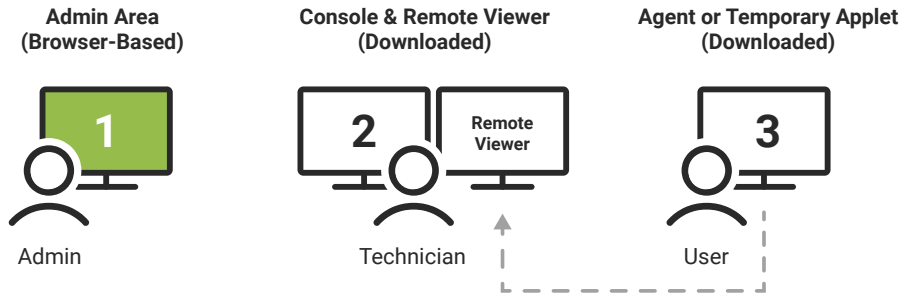 Admin Area
(Browser-Based)
Console & Remote Viewer
(Downloaded)
Agent or Temporary Applet
(Downloaded)
1
2
Remote
Viewer
3
Admin
Technician
User